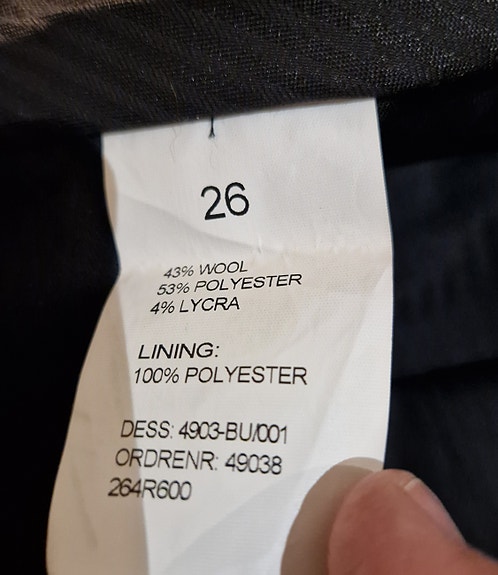 26
43% WOOL
53% POLYESTER
4% LYCRA
LINING:
100% POLYESTER
DESS: 4903-BU/001
ORDRENR: 49038
264R600